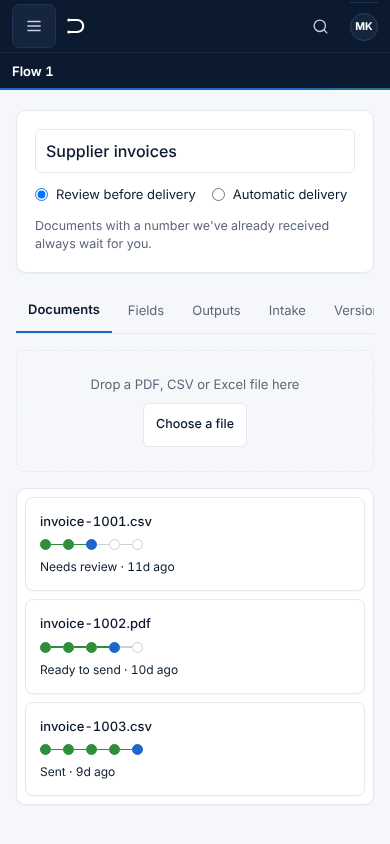 MK
Flow 1
Supplier invoices
Review before delivery
Automatic delivery
Documents with a number we've already received
always wait for you.
Documents
Fields
Outputs
Intake
Version
Drop a PDF, CSV or Excel file here
Choose a file
invoice-1001.csv
Needs review · 11d ago
invoice-1002.pdf
Ready to send · 10d ago
invoice-1003.csv
Sent · 9d ago